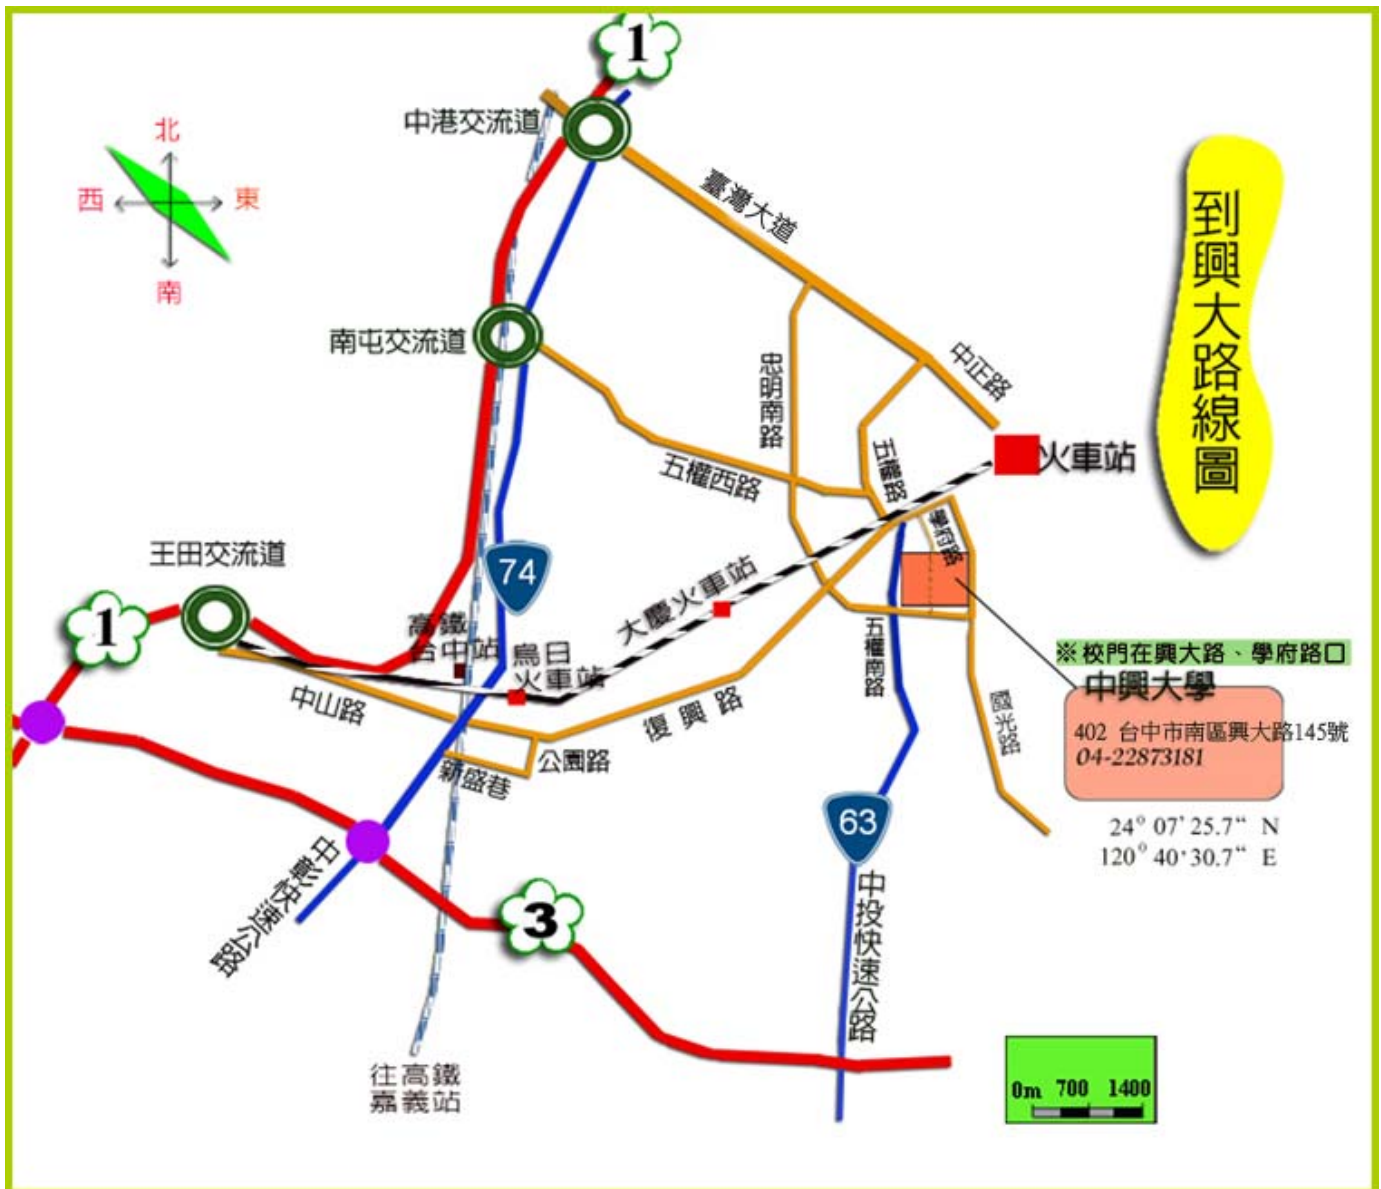 1
中港交流道
北
西
東
南
臺灣大道
到興大路線圖
南屯交流道
忠明南路
中正路
五權路
五權西路
火車站
學府路
王田交流道
74
大慶火車站
1
高鐵
台中站
烏日
火車站
五權南路
※校門在興大路、學府路口
中興大學
402 台中市南區興大路145號
04-22873181
中山路
復興路
國光路
公園路
新盛巷
24° 07' 25.7“ N
120° 40' 30.7“ E
63
中彰快速公路
3
中投快速公路
往高鐵
嘉義站
0m 700 1400